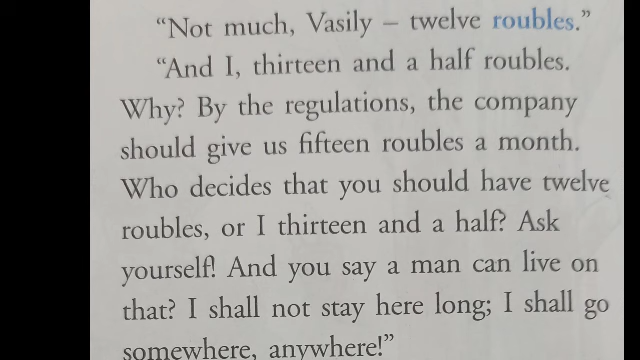 “Not much, Vasily – twelve roubles.”
“And I, thirteen and a half roubles.
Why? By the regulations, the company
should give us fifteen roubles a month.
Who decides that you should have twelve
roubles, or I thirteen and a half? Ask
yourself! And you say a man can live on
that? I shall not stay here long; I shall go
somewhere, anywhere!”